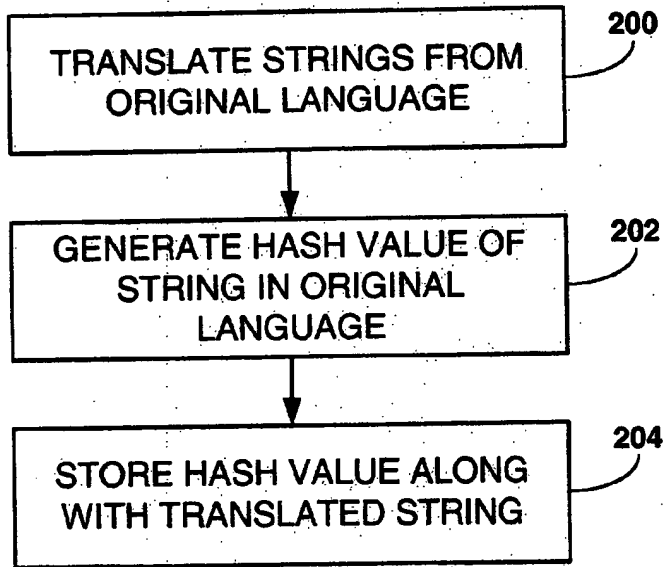 200
TRANSLATE STRINGS FROM
ORIGINAL LANGUAGE
202
GENERATE HASH VALUE OF
STRING IN ORIGINAL
LANGUAGE
204
STORE HASH VALUE ALONG
WITH TRANSLATED STRING